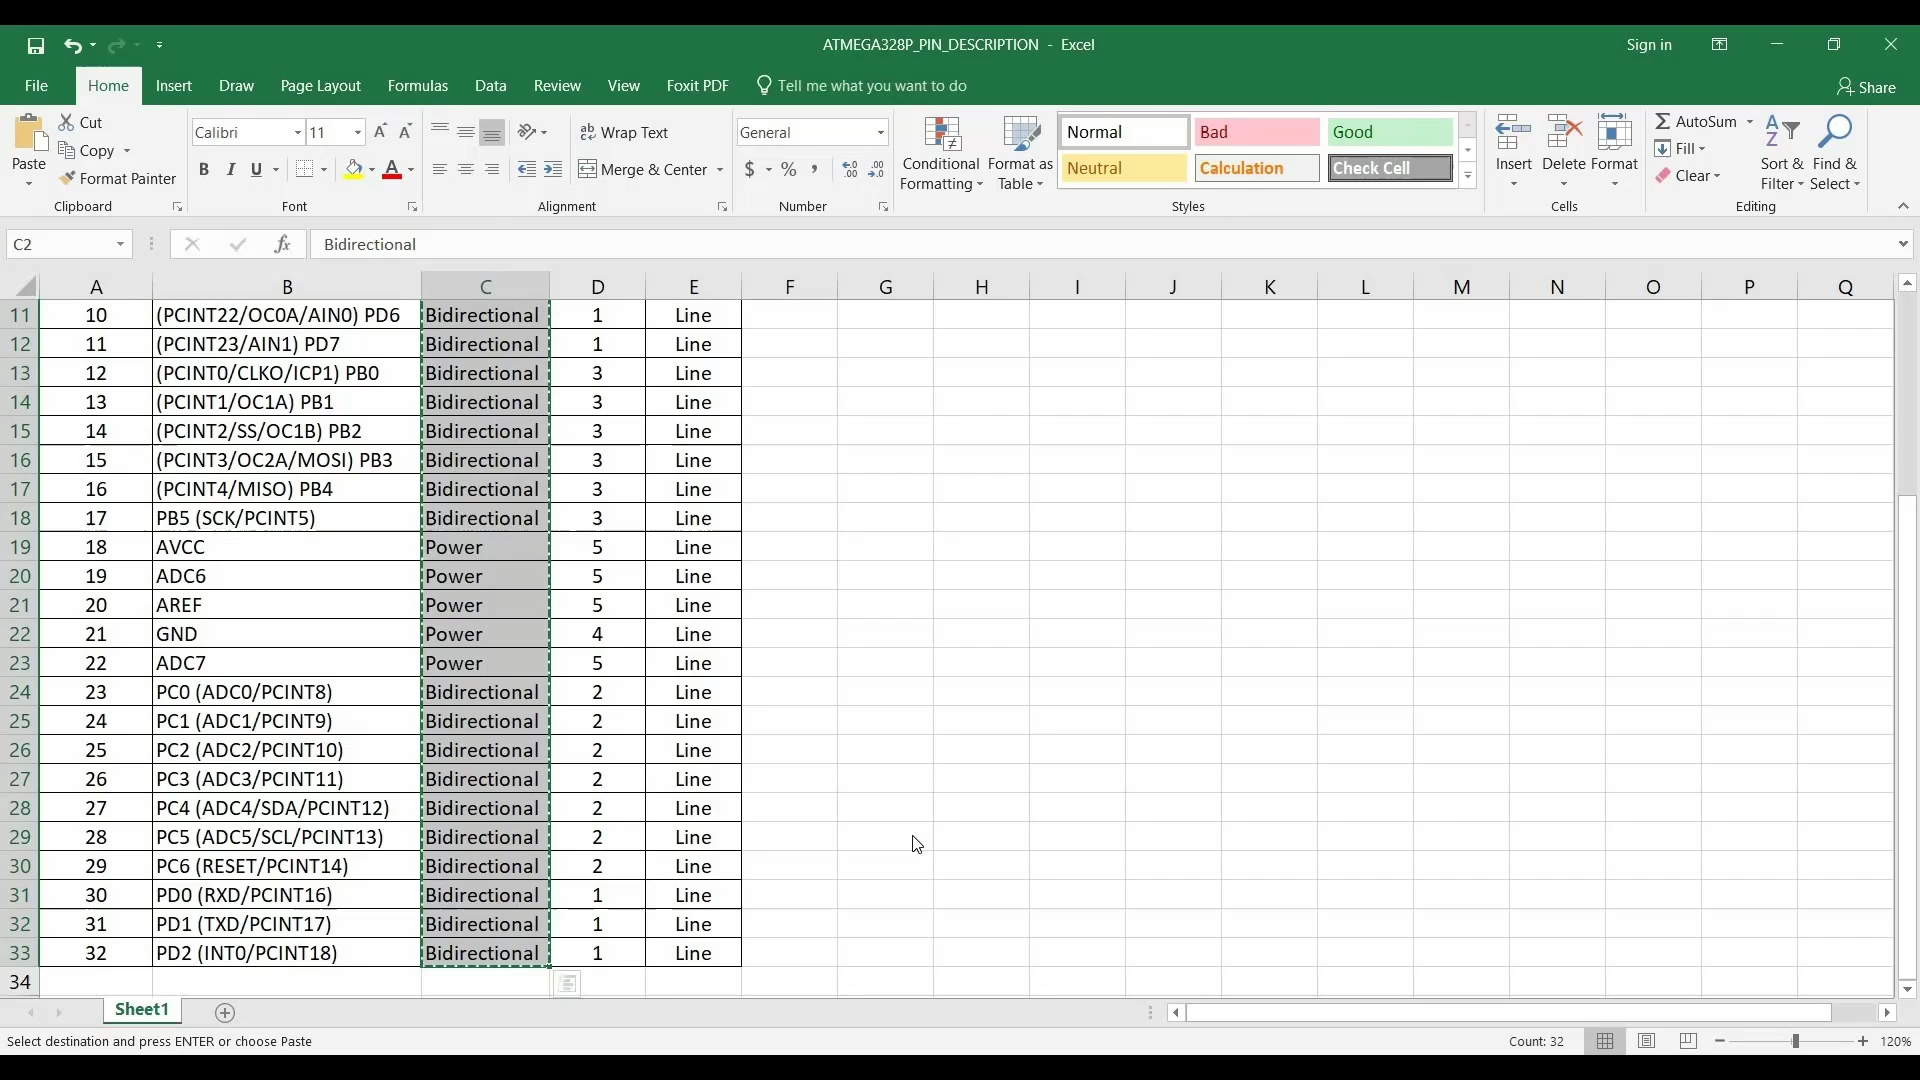 ATMEGA328P_PIN_DESCRIPTION - Excel
Sign in
File Home Insert Draw Page Layout Formulas Data Review View Foxit PDF Tell me what you want to do
Share
Paste
Cut
Copy
Format Painter
Clipboard
Calibri 11
B I U A
Font
Wrap Text
Merge & Center
Alignment
General
$ % ,
Number
Conditional
Formatting
Format as
Table
Normal Bad Good
Neutral Calculation Check Cell
Styles
Insert Delete Format
Cells
AutoSum
Fill
Clear
Sort &
Filter
Find &
Select
Editing
C2 fx Bidirectional
A B C D E F G H I J K L M N O P Q
11 10 (PCINT22/OC0A/AIN0) PD6 Bidirectional 1 Line
12 11 (PCINT23/AIN1) PD7 Bidirectional 1 Line
13 12 (PCINT0/CLKO/ICP1) PB0 Bidirectional 3 Line
14 13 (PCINT1/OC1A) PB1 Bidirectional 3 Line
15 14 (PCINT2/SS/OC1B) PB2 Bidirectional 3 Line
16 15 (PCINT3/OC2A/MOSI) PB3 Bidirectional 3 Line
17 16 (PCINT4/MISO) PB4 Bidirectional 3 Line
18 17 PB5 (SCK/PCINT5) Bidirectional 3 Line
19 18 AVCC Power 5 Line
20 19 ADC6 Power 5 Line
21 20 AREF Power 5 Line
22 21 GND Power 4 Line
23 22 ADC7 Power 5 Line
24 23 PC0 (ADC0/PCINT8) Bidirectional 2 Line
25 24 PC1 (ADC1/PCINT9) Bidirectional 2 Line
26 25 PC2 (ADC2/PCINT10) Bidirectional 2 Line
27 26 PC3 (ADC3/PCINT11) Bidirectional 2 Line
28 27 PC4 (ADC4/SDA/PCINT12) Bidirectional 2 Line
29 28 PC5 (ADC5/SCL/PCINT13) Bidirectional 2 Line
30 29 PC6 (RESET/PCINT14) Bidirectional 2 Line
31 30 PD0 (RXD/PCINT16) Bidirectional 1 Line
32 31 PD1 (TXD/PCINT17) Bidirectional 1 Line
33 32 PD2 (INT0/PCINT18) Bidirectional 1 Line
34
Sheet1
Select destination and press ENTER or choose Paste
Count: 32
120%